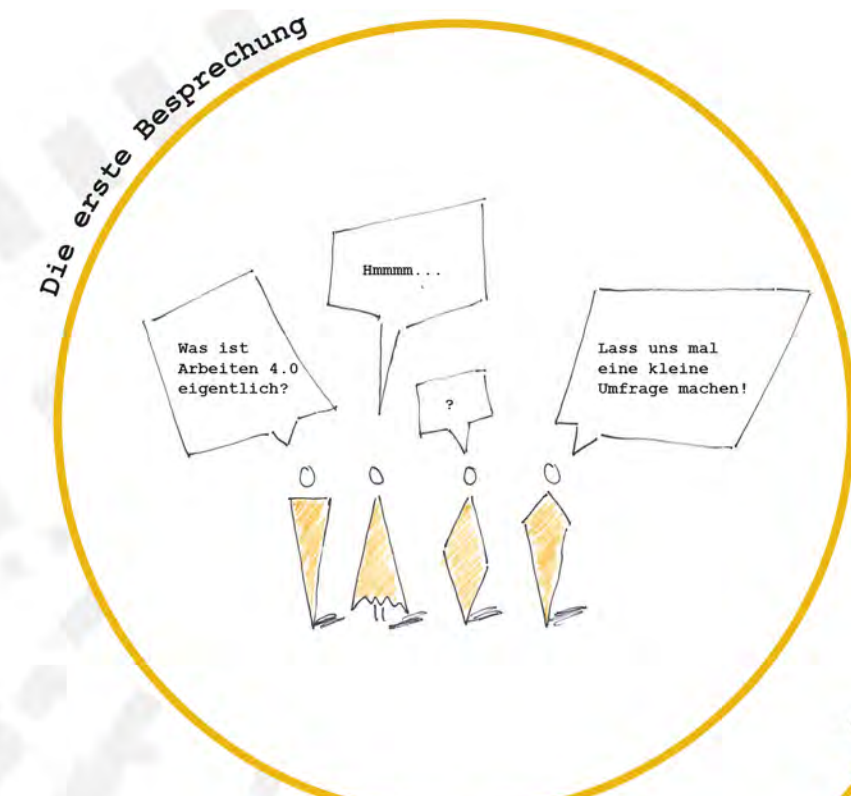 Die erste Besprechung
Hmmmm...
Was ist
Arbeiten 4.0
eigentlich?
?
Lass uns mal
eine kleine
Umfrage machen!